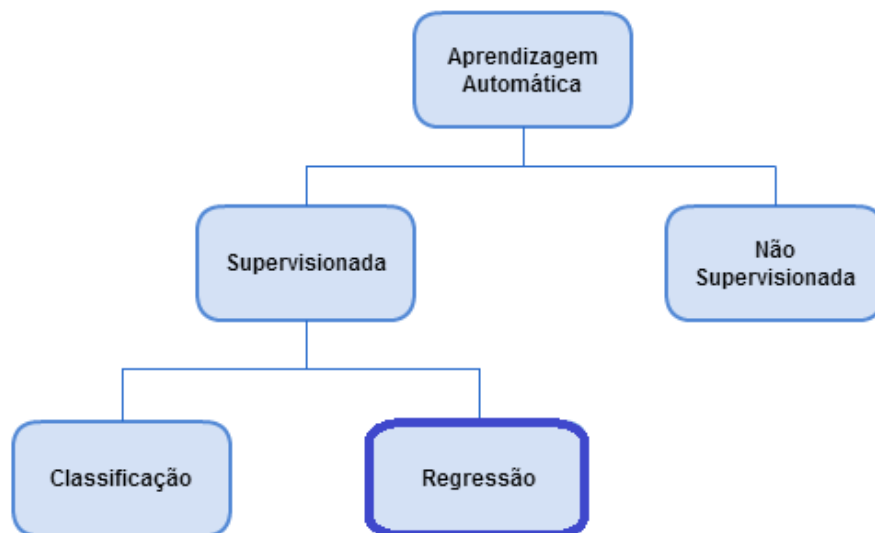 Aprendizagem
Automática
Supervisionada
Não
Supervisionada
Classificação
Regressão